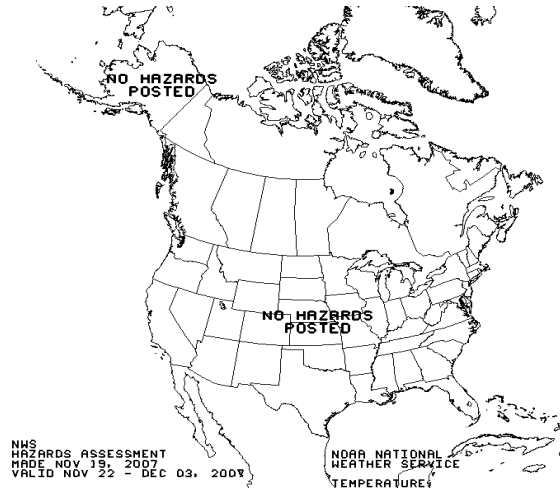 NO HAZARDS
POSTED
NO HAZARDS
POSTED
NWS
HAZARDS ASSESSMENT
MADE NOV 19, 2007
VALID NOV 22 - DEC 03, 2007
NOAA NATIONAL
WEATHER SERVICE
TEMPERATURE